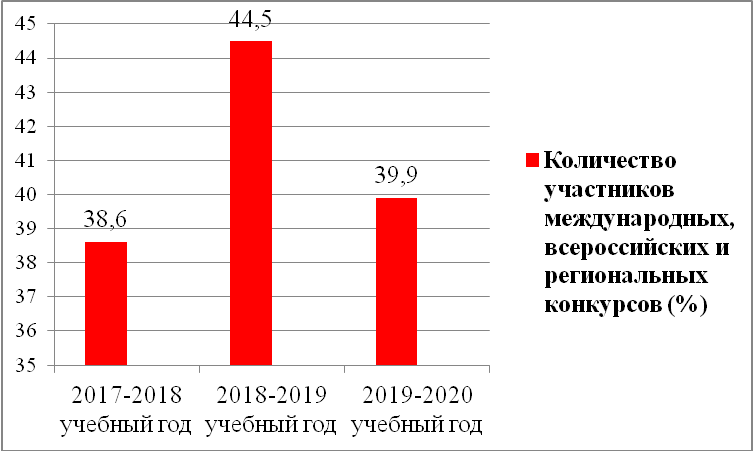 45
44
43
42
41
40
39
38
37
36
35
38,6
44,5
39,9
2017-2018
учебный год
2018-2019
учебный год
2019-2020
учебный год
Количество
участников
международных,
всероссийских и
региональных
конкурсов (%)